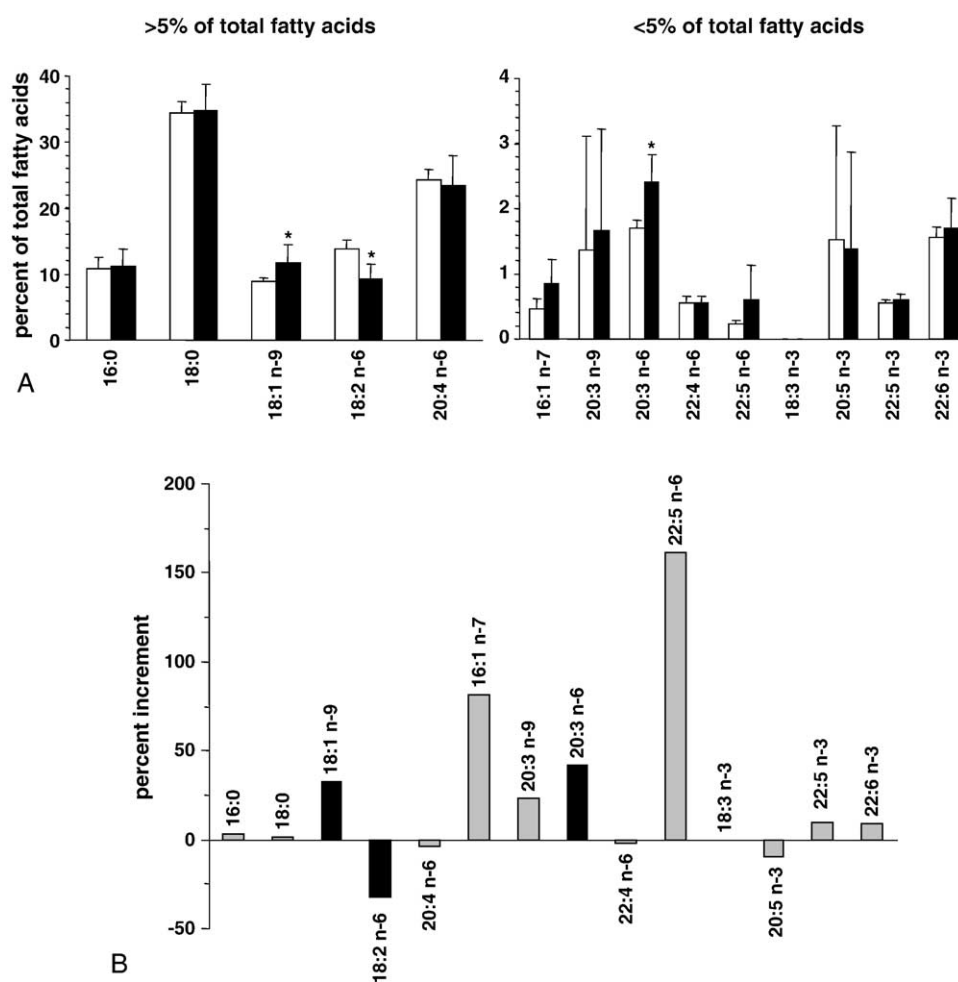 >5% of total fatty acids
<5% of total fatty acids
percent of total fatty acids
40
30
20
10
0
16:0
18:0
18:1 n-9
*
18:2 n-6
*
20:4 n-6
4
3
2
1
0
16:1 n-7
20:3 n-9
20:3 n-6
*
22:4 n-6
22:5 n-6
18:3 n-3
20:5 n-3
22:5 n-3
22:6 n-3
A
percent increment
200
150
100
50
0
-50
16:0
18:0
18:1 n-9
18:2 n-6
20:4 n-6
16:1 n-7
20:3 n-9
20:3 n-6
22:4 n-6
22:5 n-6
18:3 n-3
20:5 n-3
22:5 n-3
22:6 n-3
B